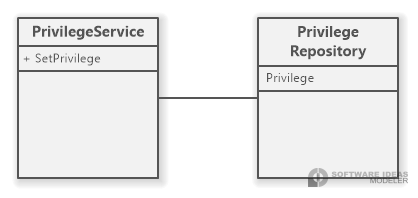 PrivilegeService
+ SetPrivilege
Privilege
Repository
Privilege
SOFTWARE IDEAS
MODELER